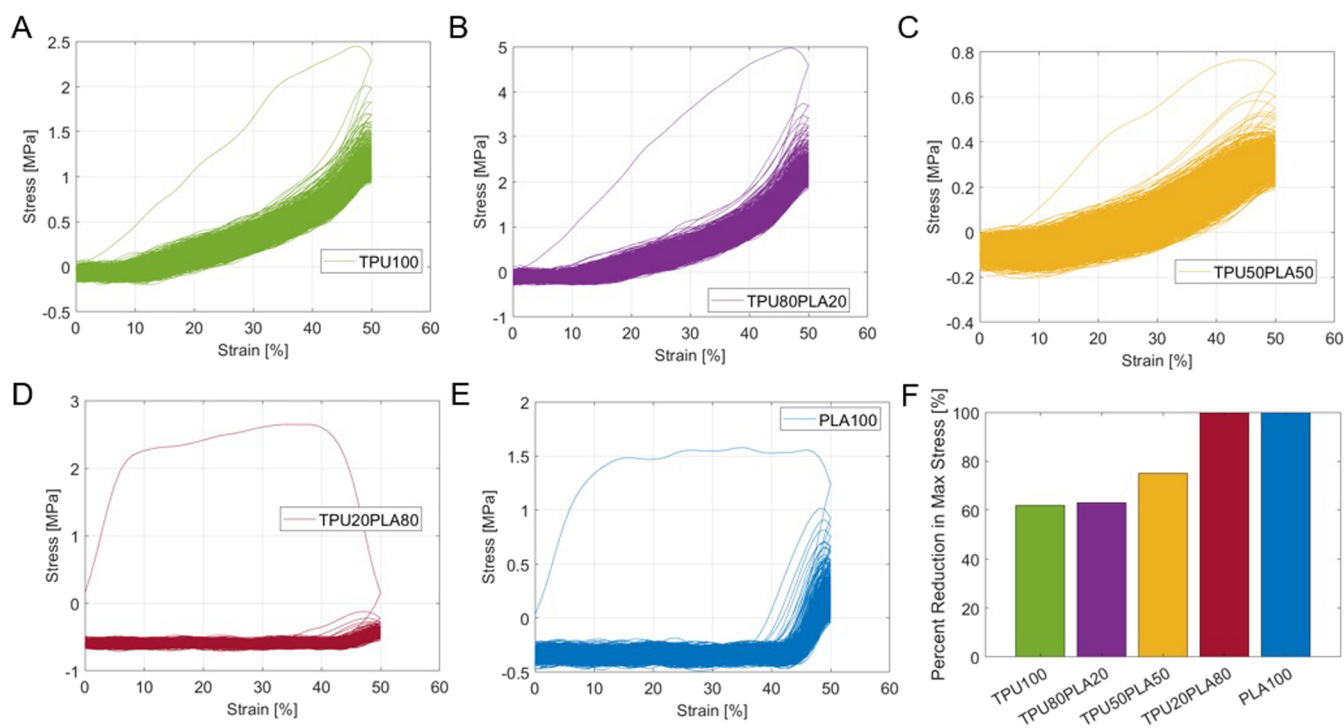 A
2.5
2
1.5
1
0.5
0
-0.5
Stress [MPa]
0 10 20 30 40 50 60
Strain [%]
TPU100
B
5
4
3
2
1
0
-1
Stress [MPa]
0 10 20 30 40 50 60
Strain [%]
TPU80PLA20
C
0.8
0.6
0.4
0.2
0
-0.2
-0.4
Stress [MPa]
0 10 20 30 40 50 60
Strain [%]
TPU50PLA50
D
3
2
1
0
-1
Stress [MPa]
0 10 20 30 40 50 60
Strain [%]
TPU20PLA80
E
2
1.5
1
0.5
0
-0.5
Stress [MPa]
0 10 20 30 40 50 60
Strain [%]
PLA100
F
100
80
60
40
20
0
Percent Reduction in Max Stress [%]
TPU100
TPU80PLA20
TPU50PLA50
TPU20PLA80
PLA100